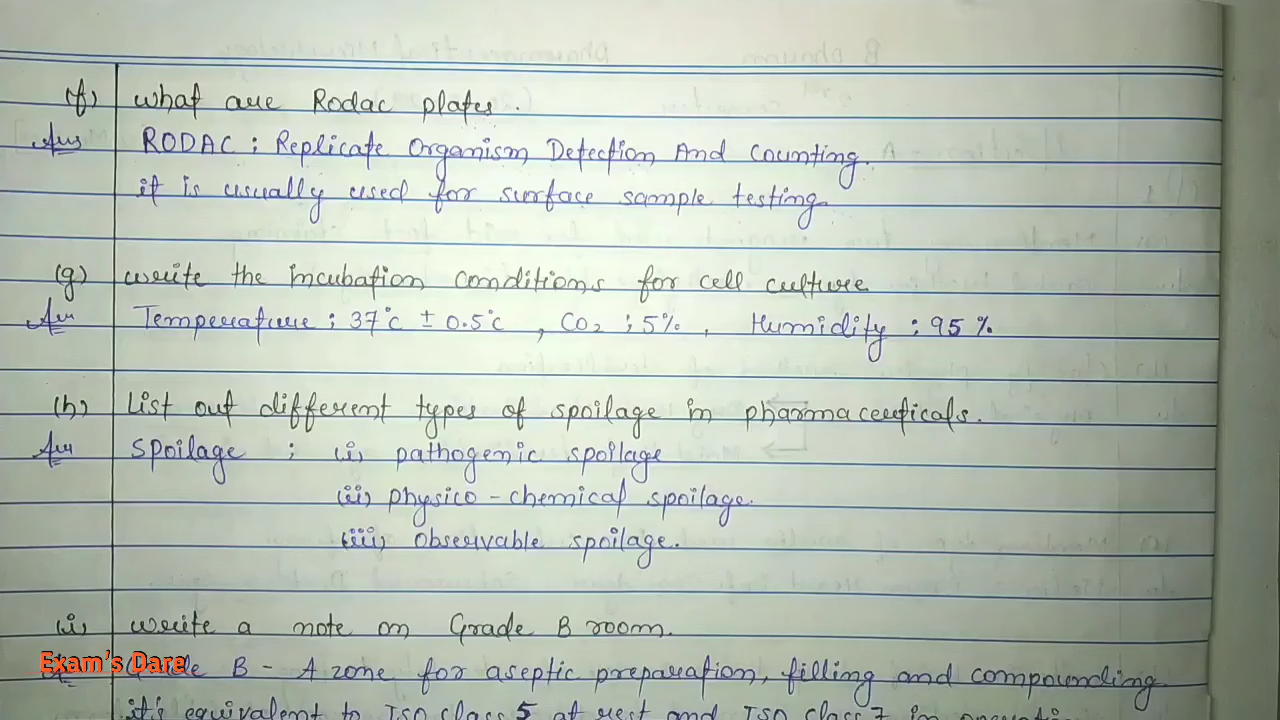 (f) what are Rodac plates.
Ans RODAC : Replicate Organism Detection And Counting.
it is usually used for surface sample testing.
(g) write the incubation conditions for cell culture
Ans Temperature : 37°c ± 0.5°c , CO2 : 5% , Humidity : 95 %
(h) List out different types of spoilage in pharmaceuticals.
Ans Spoilage : (i) pathogenic spoilage
(ii) physico - chemical spoilage.
(iii) observable spoilage.
(i) write a note on Grade B room.
Exam's Dare
Grade B - A zone for aseptic preparation, filling and compounding
it's equivalent to ISO class 5 at rest and ISO class 7 in